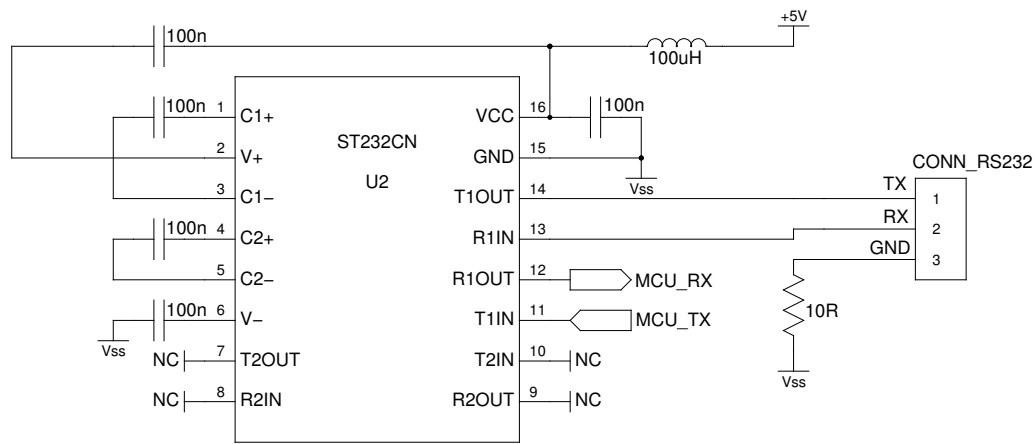 +5V
100n
100uH
100n
1
C1+
VCC
16
100n
ST232CN
2
V+
GND
15
U2
Vss
CONN_RS232
3
C1−
T1OUT
14
TX
1
4
C2+
R1IN
13
RX
2
100n
GND
3
5
C2−
R1OUT
12
MCU_RX
100n
10R
6
V−
T1IN
11
MCU_TX
Vss
NC
7
T2OUT
T2IN
10
NC
Vss
NC
8
R2IN
R2OUT
9
NC